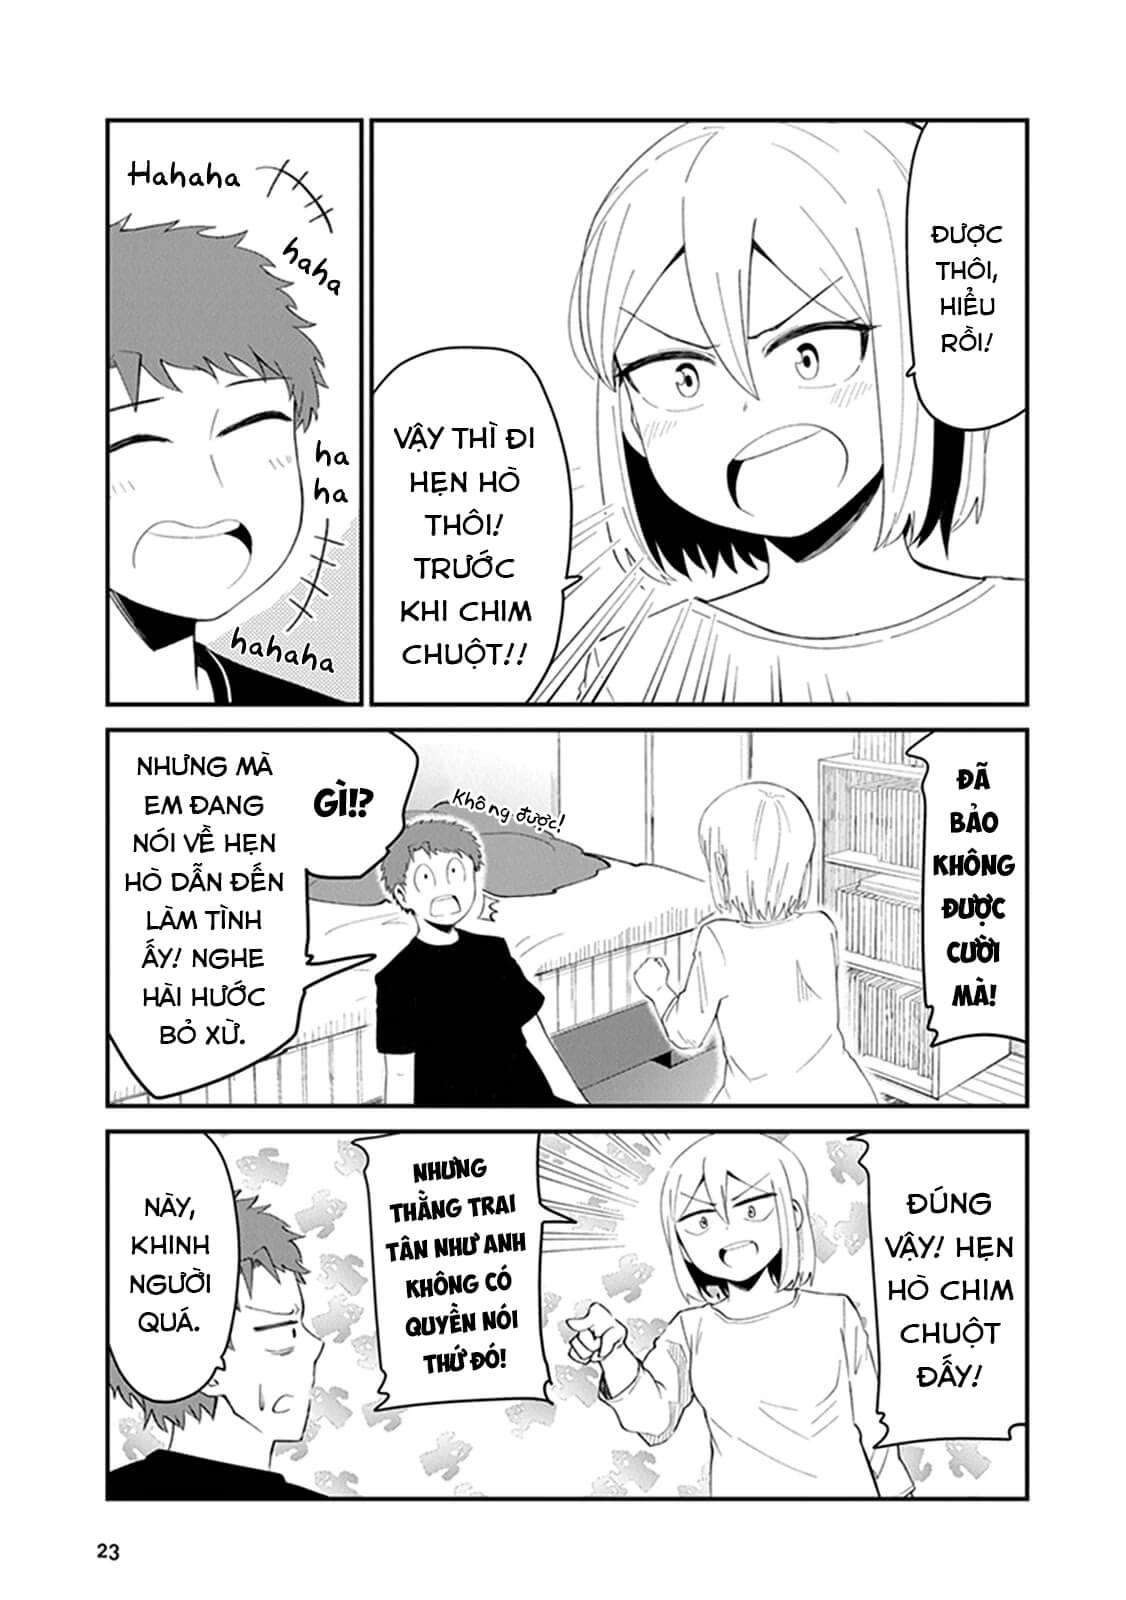 ĐƯỢC
THÔI,
HIỂU
RỒI!
VẬY THÌ ĐI
HẸN HÒ
THÔI!
TRƯỚC
KHI CHIM
CHUỘT!!
Hahaha
haha
ha
ha
hahaha
ĐÃ
BẢO
KHÔNG
ĐƯỢC
CƯỜI
MÀ!
Không được!
GÌ!?
NHƯNG MÀ
EM ĐANG
NÓI VỀ HẸN
HÒ DẪN ĐẾN
LÀM TÌNH
ẤY! NGHE
HÀI HƯỚC
BỎ XỪ.
ĐÚNG
VẬY! HẸN
HÒ CHIM
CHUỘT
ĐẤY!
NHƯNG
THẰNG TRAI
TÂN NHƯ ANH
KHÔNG CÓ
QUYỀN NÓI
THỨ ĐÓ!
NÀY,
KHINH
NGƯỜI
QUÁ.
23